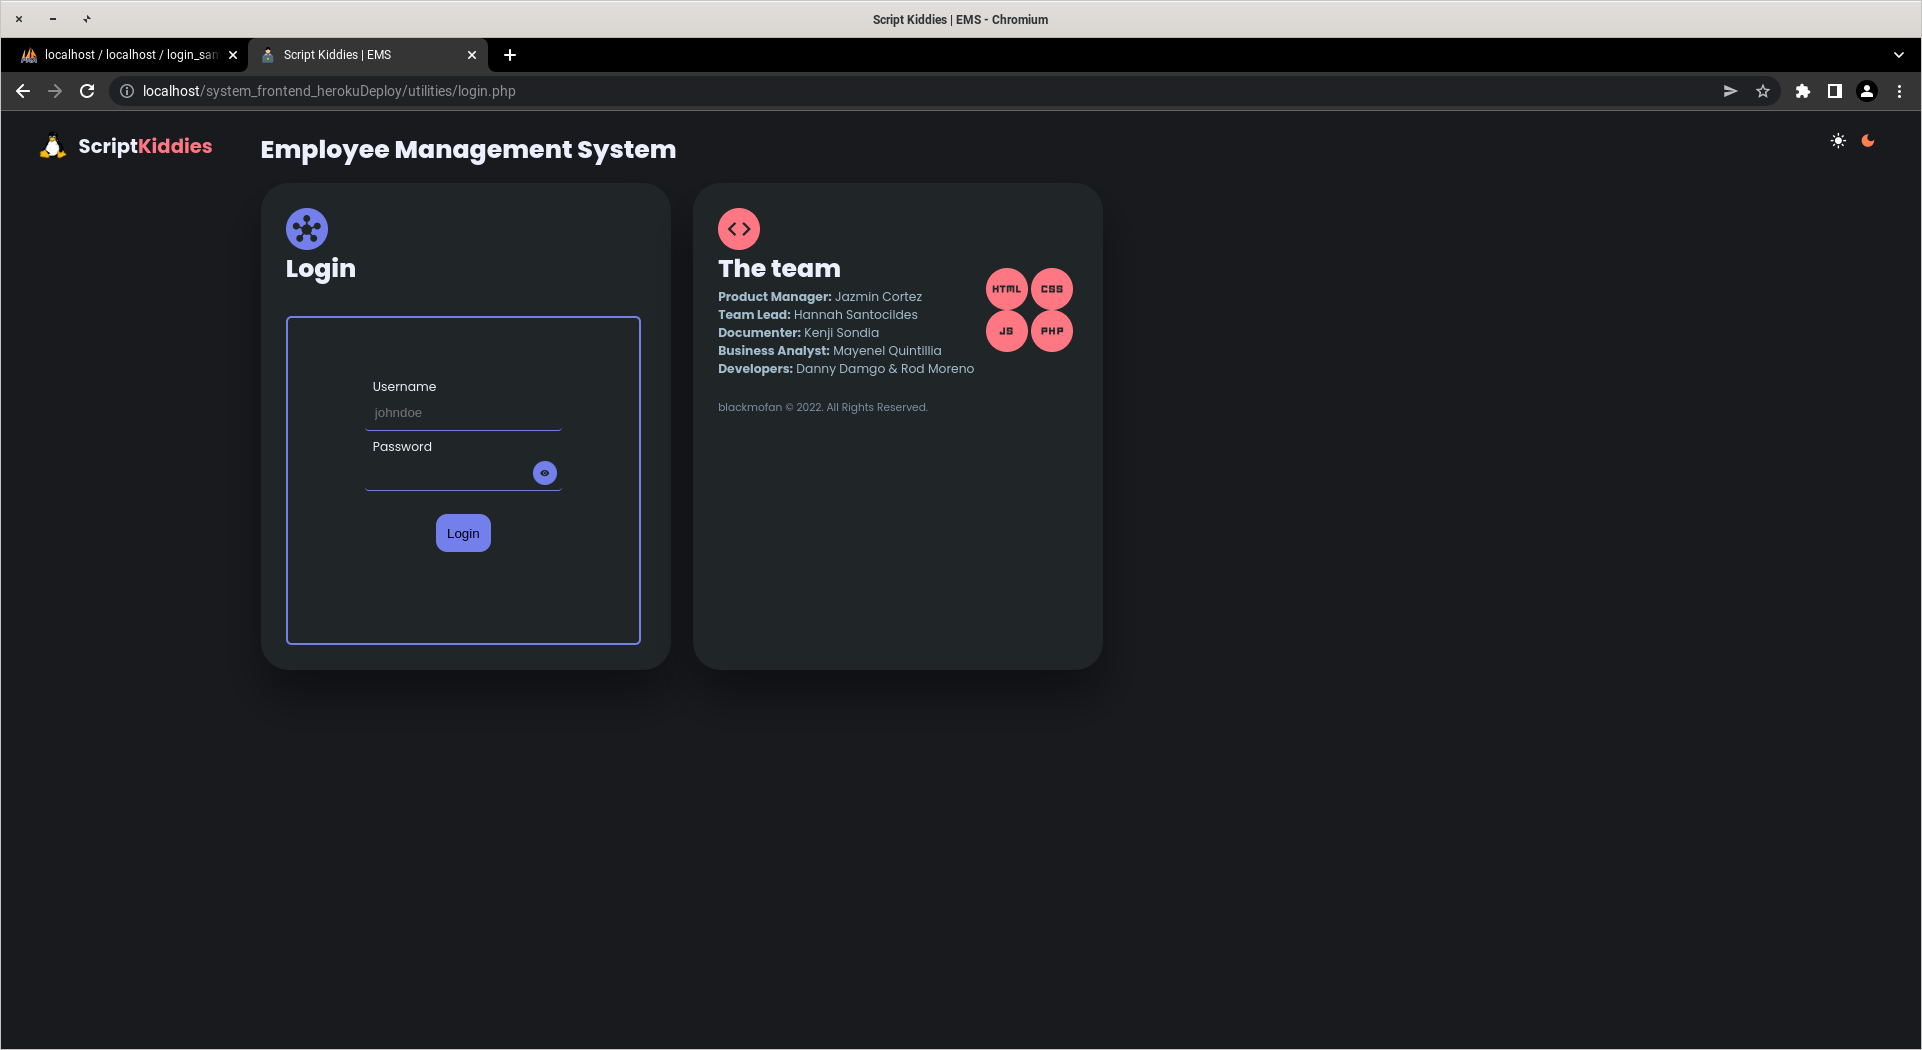 Script Kiddies | EMS - Chromium
localhost / localhost / login_sam
Script Kiddies | EMS
localhost/system_frontend_herokuDeploy/utilities/login.php
ScriptKiddies
Employee Management System
Login
Username
johndoe
Password
Login
The team
Product Manager: Jazmin Cortez
Team Lead: Hannah Santocildes
Documenter: Kenji Sondia
Business Analyst: Mayenel Quintillia
Developers: Danny Damgo & Rod Moreno
HTML CSS
JS PHP
blackmofan © 2022. All Rights Reserved.